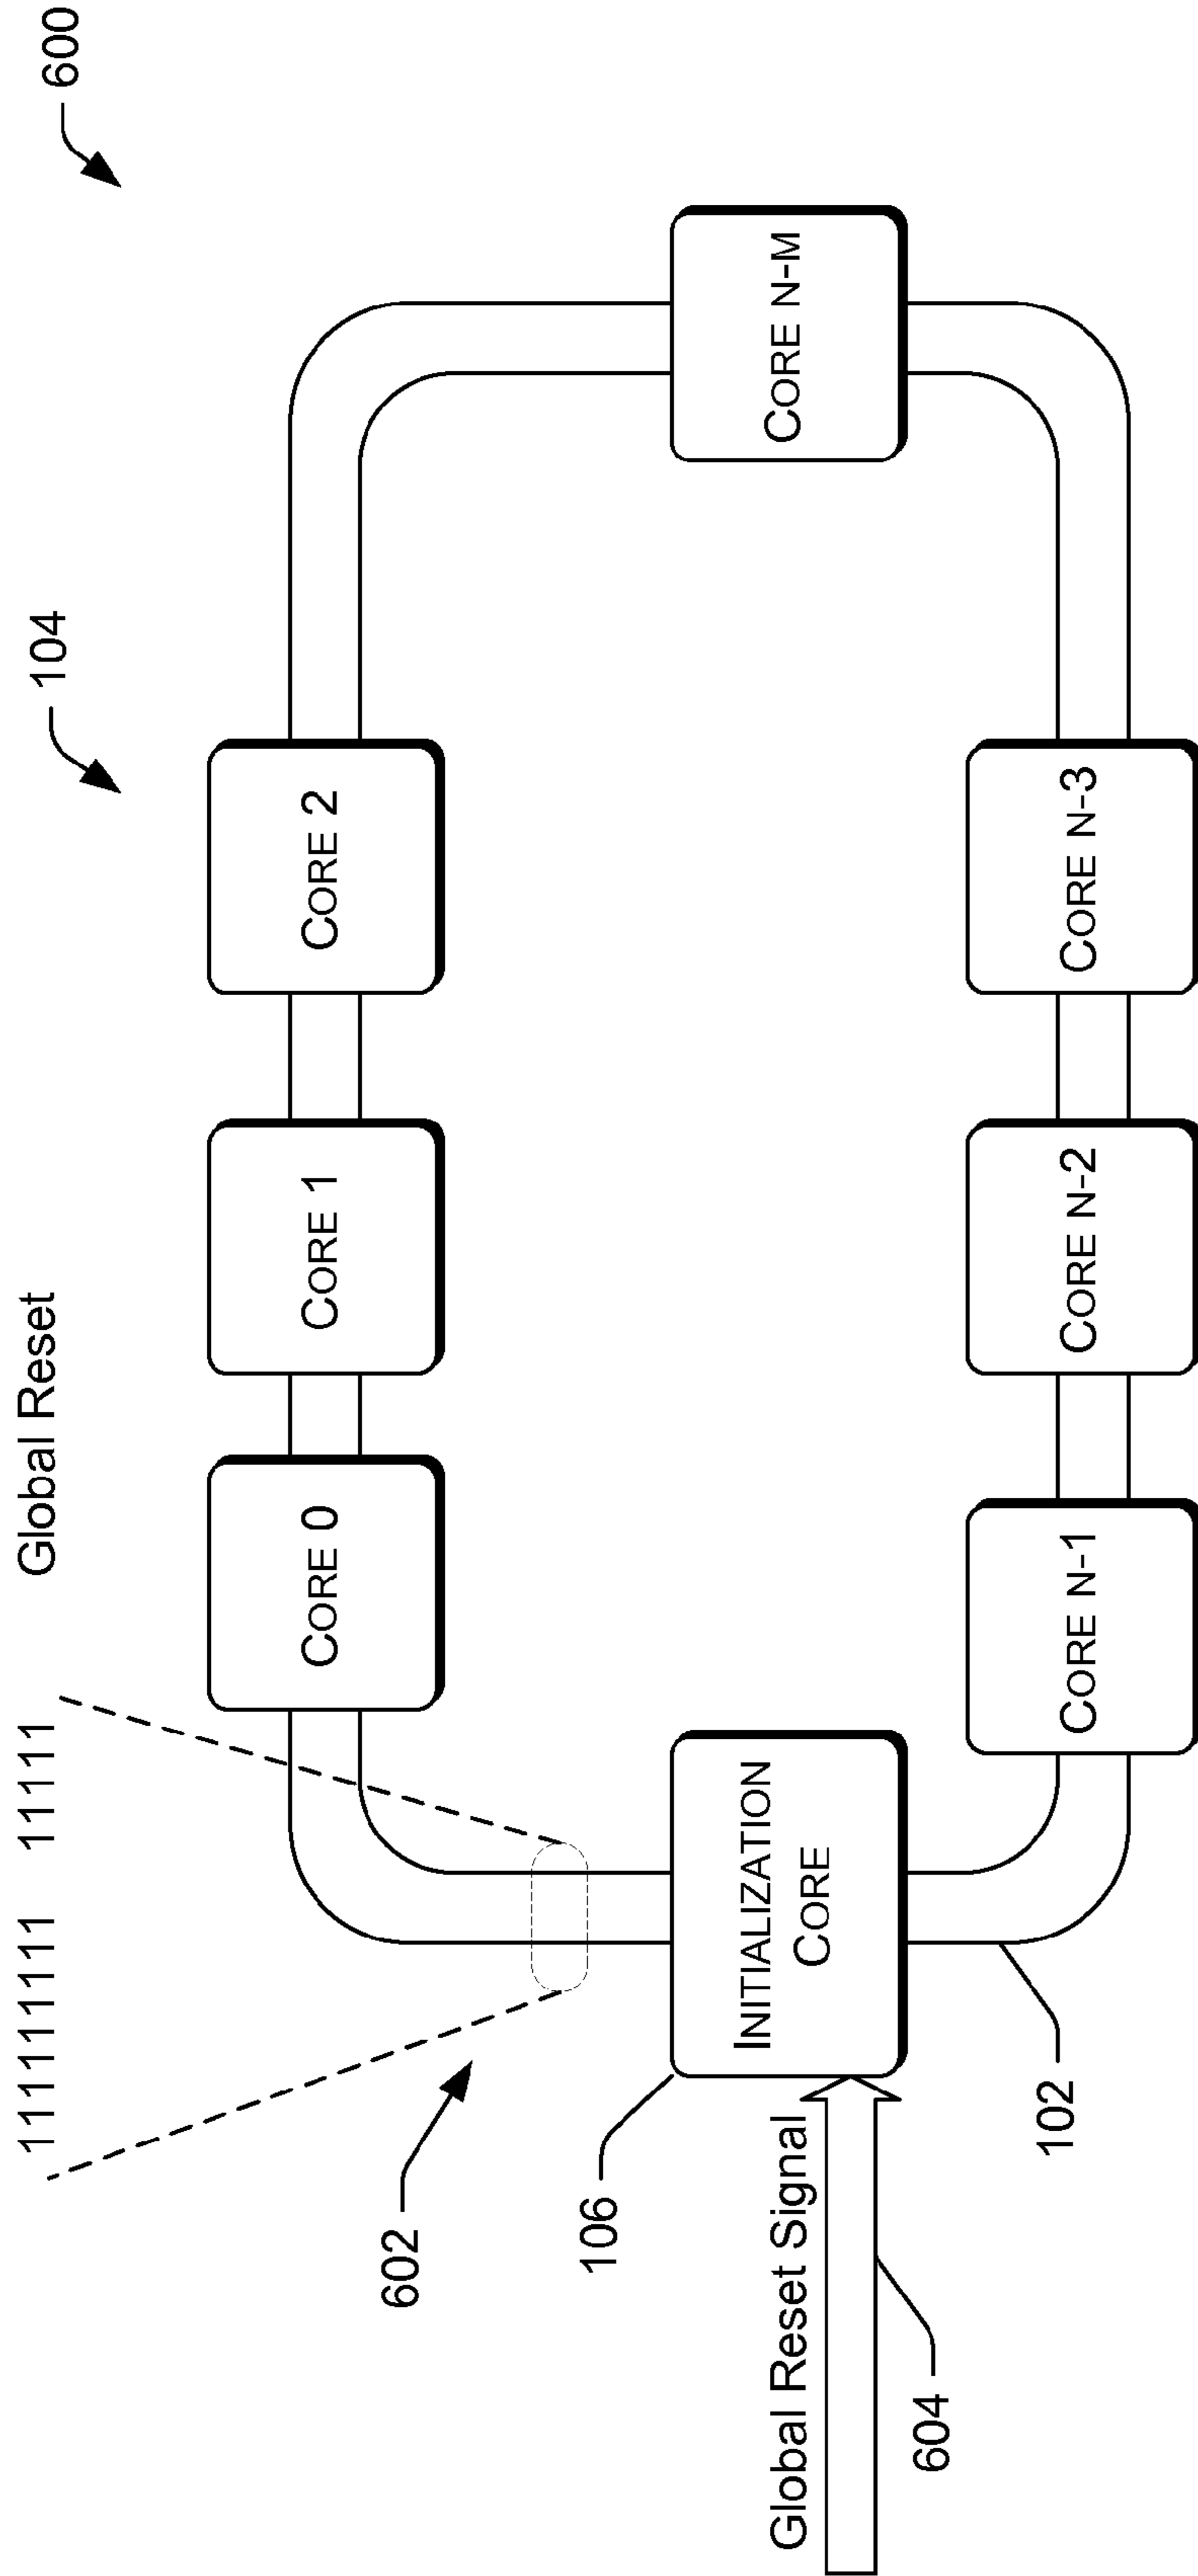 1111111111 11111 Global Reset
104
600
602
CORE 0
CORE 1
CORE 2
106
Global Reset Signal
604
INITIALIZATION
CORE
CORE N-M
102
CORE N-1
CORE N-2
CORE N-3